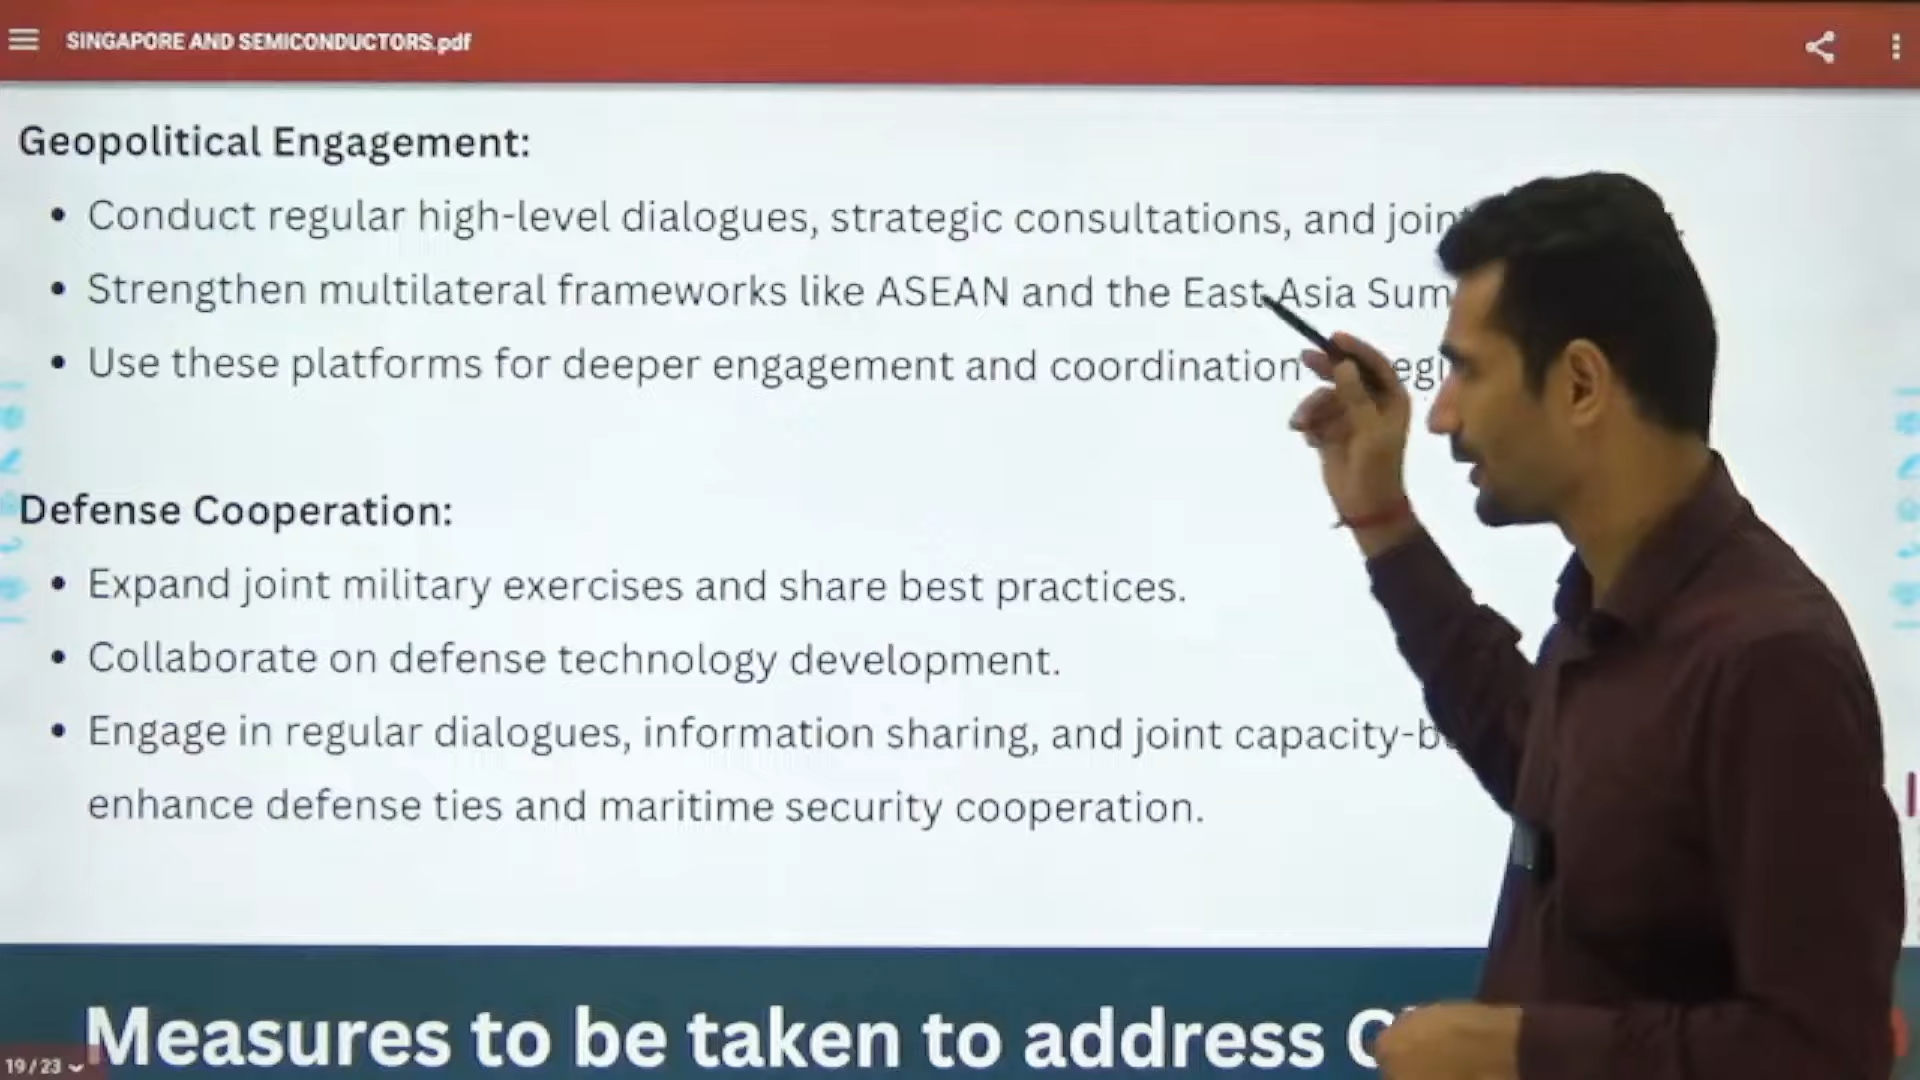 SINGAPORE AND SEMICONDUCTORS.pdf
Geopolitical Engagement:
• Conduct regular high-level dialogues, strategic consultations, and joint
• Strengthen multilateral frameworks like ASEAN and the East Asia Sum
• Use these platforms for deeper engagement and coordination
Defense Cooperation:
• Expand joint military exercises and share best practices.
• Collaborate on defense technology development.
• Engage in regular dialogues, information sharing, and joint capacity-b
enhance defense ties and maritime security cooperation.
Measures to be taken to address
19 / 23